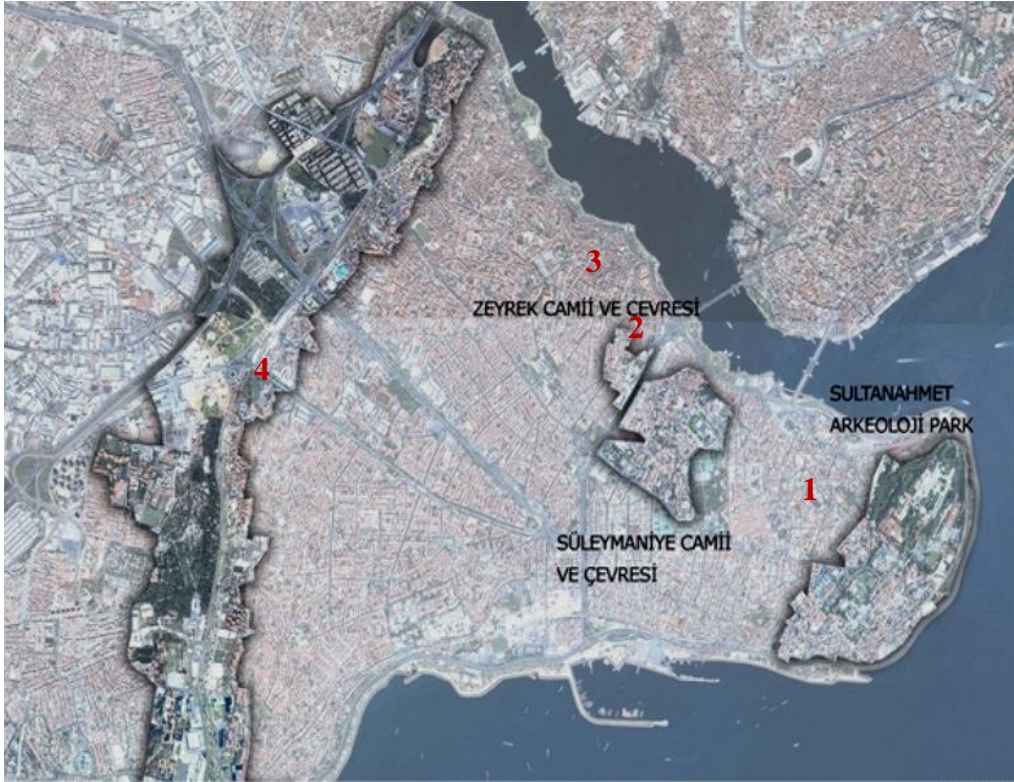 3
ZEYREK CAMİİ VE ÇEVRESİ
2
4
SULTANAHMET
ARKEOLOJİ PARK
1
SÜLEYMANİYE CAMİİ
VE ÇEVRESİ